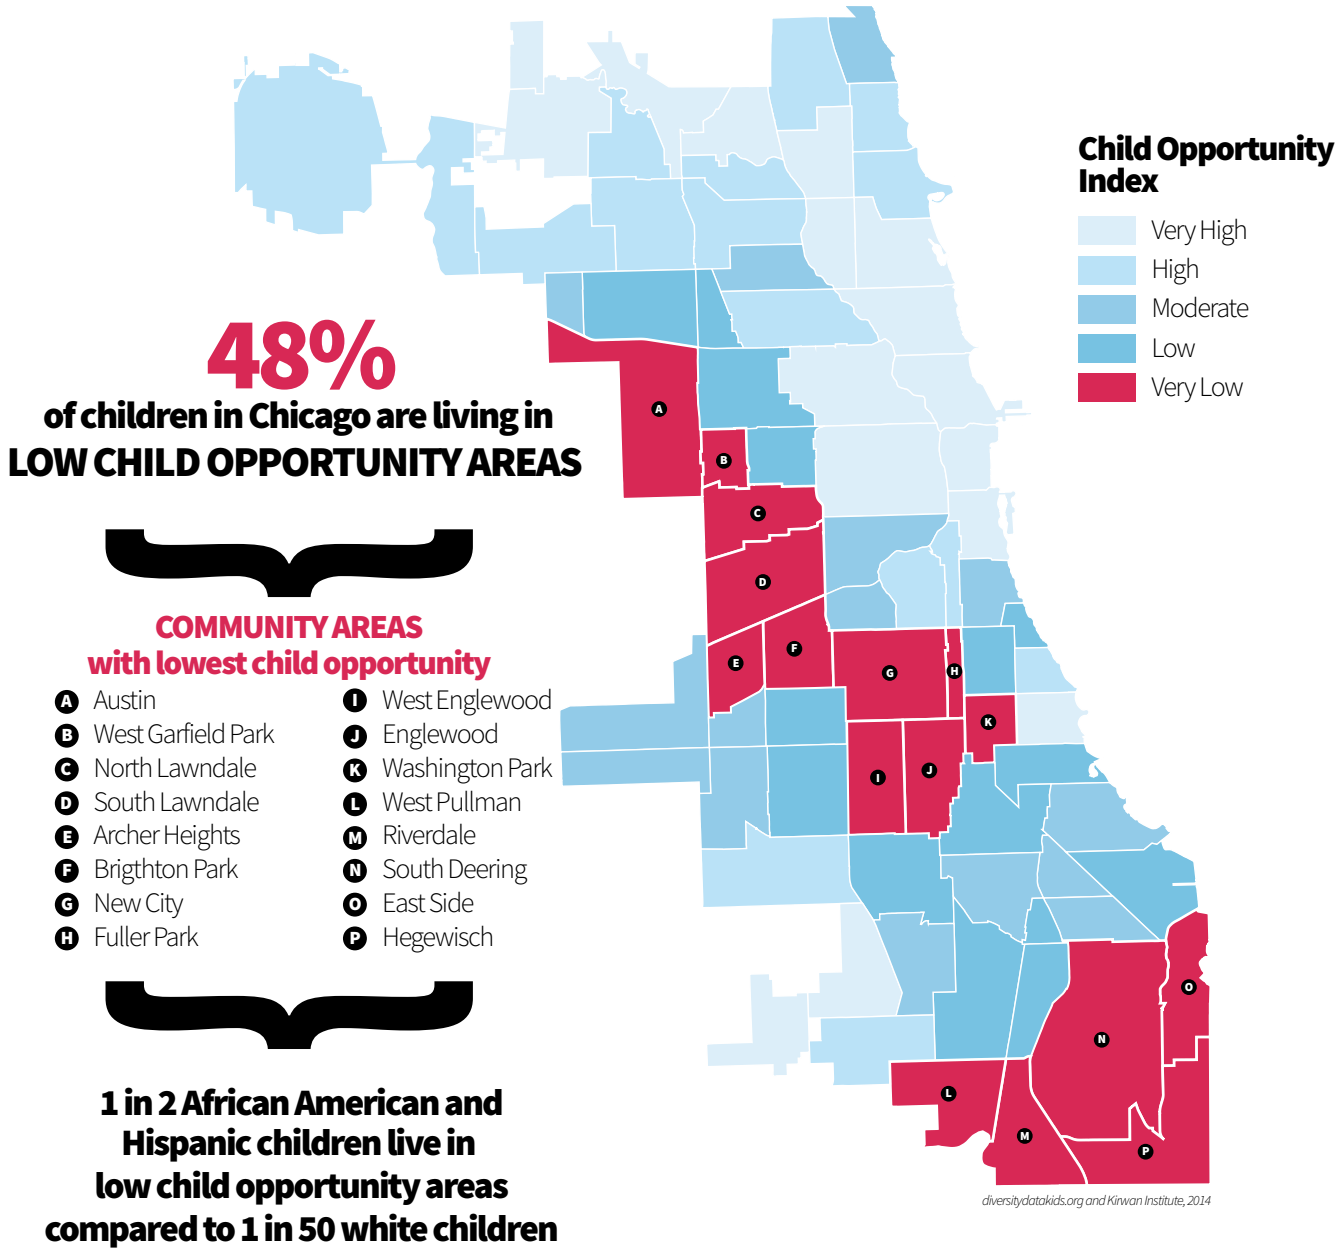 Child Opportunity
Index
Very High
High
Moderate
Low
Very Low
48%
of children in Chicago are living in
LOW CHILD OPPORTUNITY AREAS
COMMUNITY AREAS
with lowest child opportunity
A Austin
B West Garfield Park
C North Lawndale
D South Lawndale
E Archer Heights
F Brigthton Park
G New City
H Fuller Park
I West Englewood
J Englewood
K Washington Park
L West Pullman
M Riverdale
N South Deering
O East Side
P Hegewisch
1 in 2 African American and
Hispanic children live in
low child opportunity areas
compared to 1 in 50 white children
A
B
C
D
E
F
G
H
I
J
K
L
M
N
O
P
diversitydatakids.org and Kirwan Institute, 2014